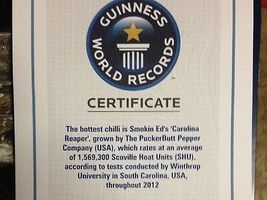 GUINNESS
WORLD RECORDS
CERTIFICATE
The hottest chilli is Smokin Ed's 'Carolina
Reaper', grown by The PuckerButt Pepper
Company (USA), which rates at an average
of 1,569,300 Scoville Heat Units (SHU),
according to tests conducted by Winthrop
University in South Carolina, USA,
throughout 2012